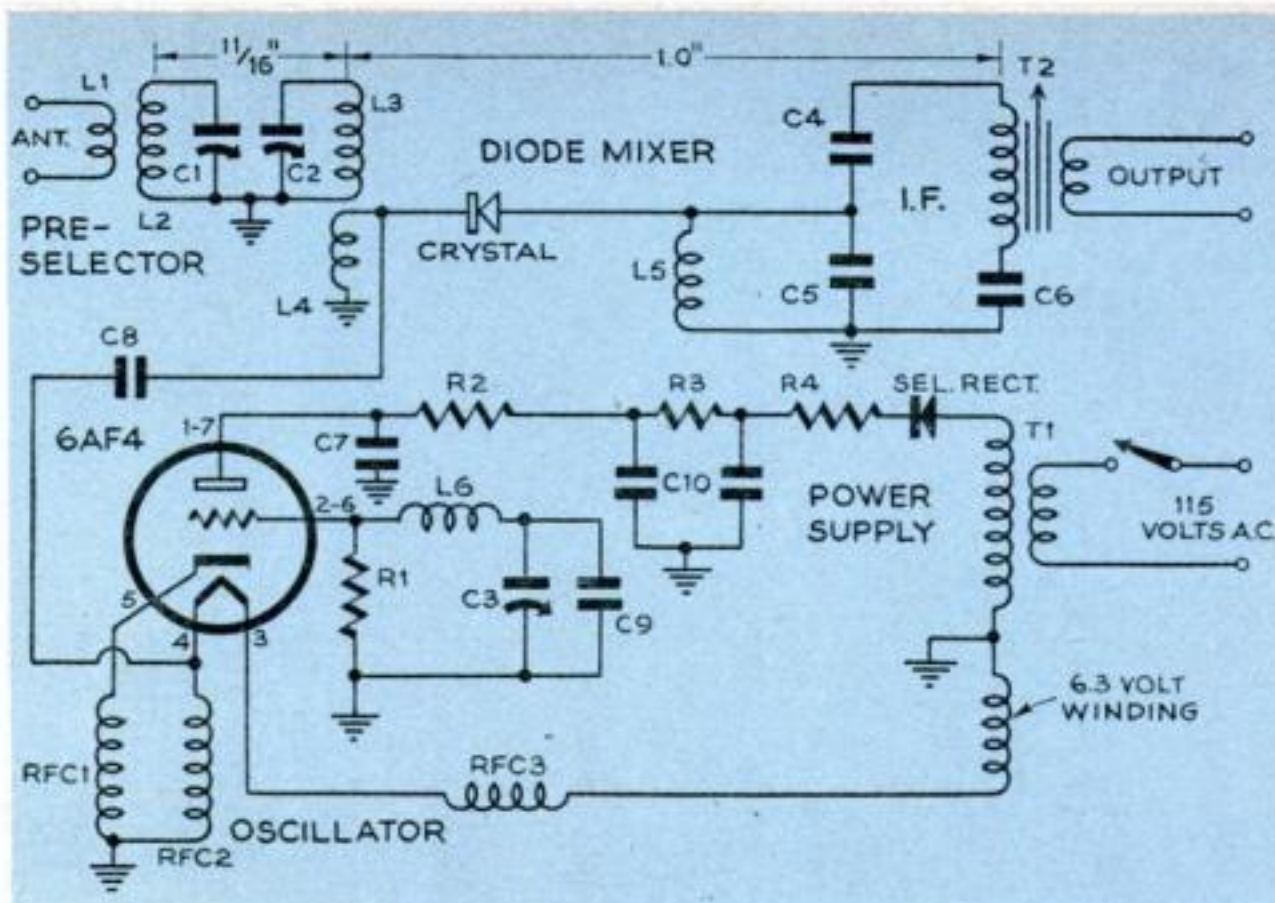 11/16"
1.0"
T2
L1
L3
ANT.
C1
C2
C4
DIODE MIXER
OUTPUT
I.F.
L2
PRE-
SELECTOR
CRYSTAL
L5
C5
C6
L4
C8
R2
R3
R4
SEL. RECT.
1-7
6AF4
C7
T1
L6
C10
POWER
SUPPLY
2-6
115
VOLTS A.C.
R1
C3
C9
5
4
3
6.3 VOLT
WINDING
RFC1
RFC3
OSCILLATOR
RFC2